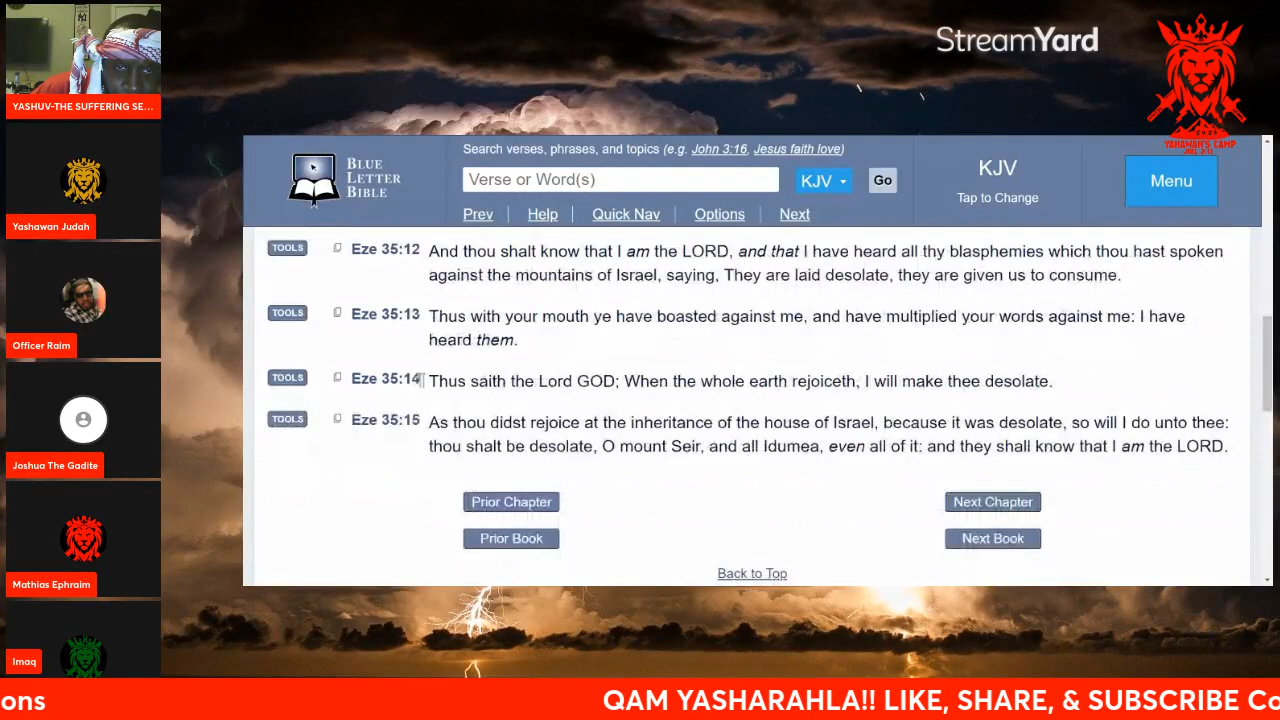 StreamYard
YAHAWAH'S CAMP
JOEL 2:11
YASHUV-THE SUFFERING SE...
Yashawan Judah
Officer Raim
Joshua The Gadite
Mathias Ephraim
Imaq
BLUE
LETTER
BIBLE
Search verses, phrases, and topics (e.g. John 3:16, Jesus faith love)
Verse or Word(s)
KJV
Go
Prev
Help
Quick Nav
Options
Next
KJV
Tap to Change
Menu
TOOLS Eze 35:12 And thou shalt know that I am the LORD, and that I have heard all thy blasphemies which thou hast spoken
against the mountains of Israel, saying, They are laid desolate, they are given us to consume.
TOOLS Eze 35:13 Thus with your mouth ye have boasted against me, and have multiplied your words against me: I have
heard them.
TOOLS Eze 35:14 ¶ Thus saith the Lord GOD; When the whole earth rejoiceth, I will make thee desolate.
TOOLS Eze 35:15 As thou didst rejoice at the inheritance of the house of Israel, because it was desolate, so will I do unto thee:
thou shalt be desolate, O mount Seir, and all Idumea, even all of it: and they shall know that I am the LORD.
Prior Chapter
Next Chapter
Prior Book
Next Book
Back to Top
ons QAM YASHARAHLA!! LIKE, SHARE, & SUBSCRIBE Co